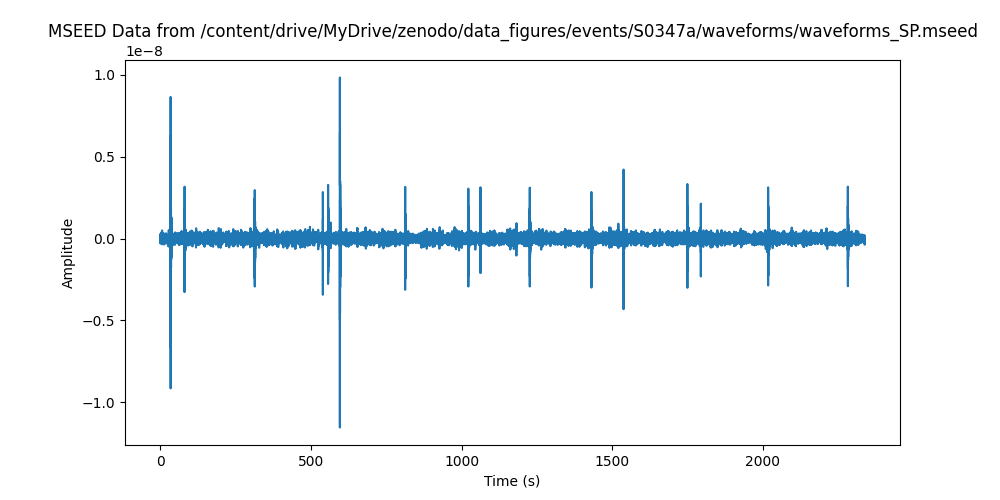 MSEED Data from /content/drive/MyDrive/zenodo/data_figures/events/S0347a/waveforms/waveforms_SP.mseed
1e−8
1.0
0.5
0.0
−0.5
−1.0
Amplitude
0 500 1000 1500 2000
Time (s)